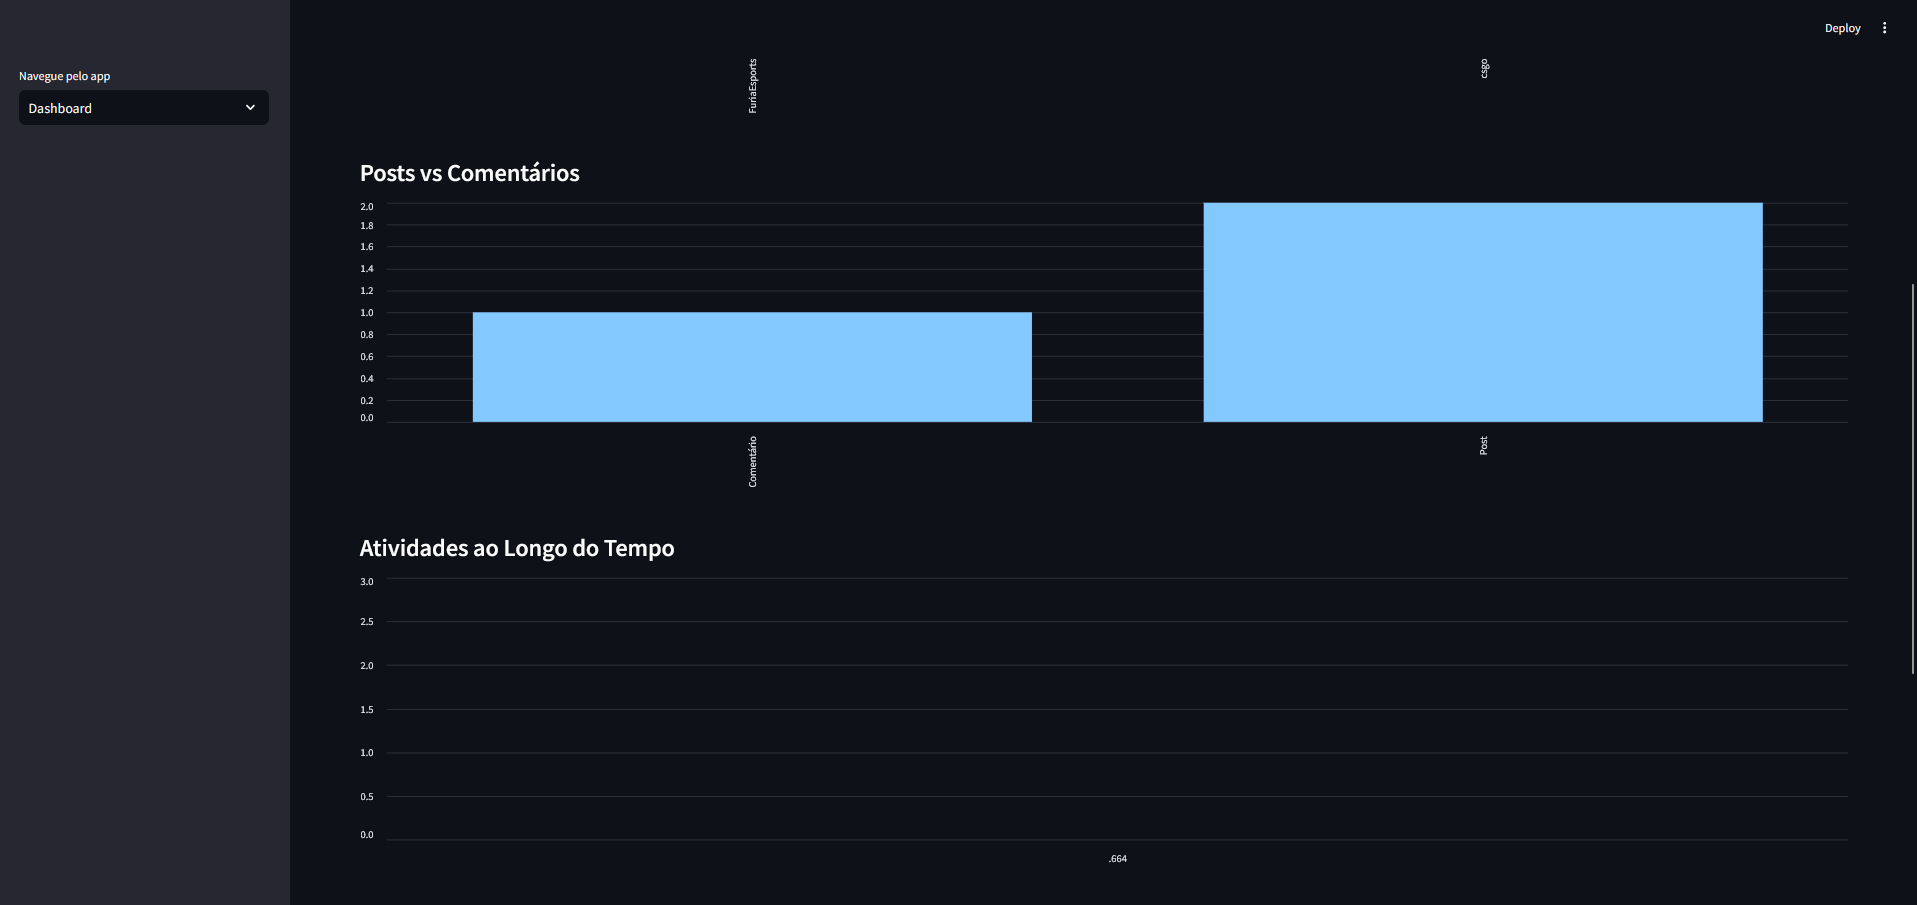 Deploy
Navegue pelo app
Dashboard
FuriaEsports
csgo
Posts vs Comentários
2.0
1.8
1.6
1.4
1.2
1.0
0.8
0.6
0.4
0.2
0.0
Comentário
Post
Atividades ao Longo do Tempo
3.0
2.5
2.0
1.5
1.0
0.5
0.0
.664